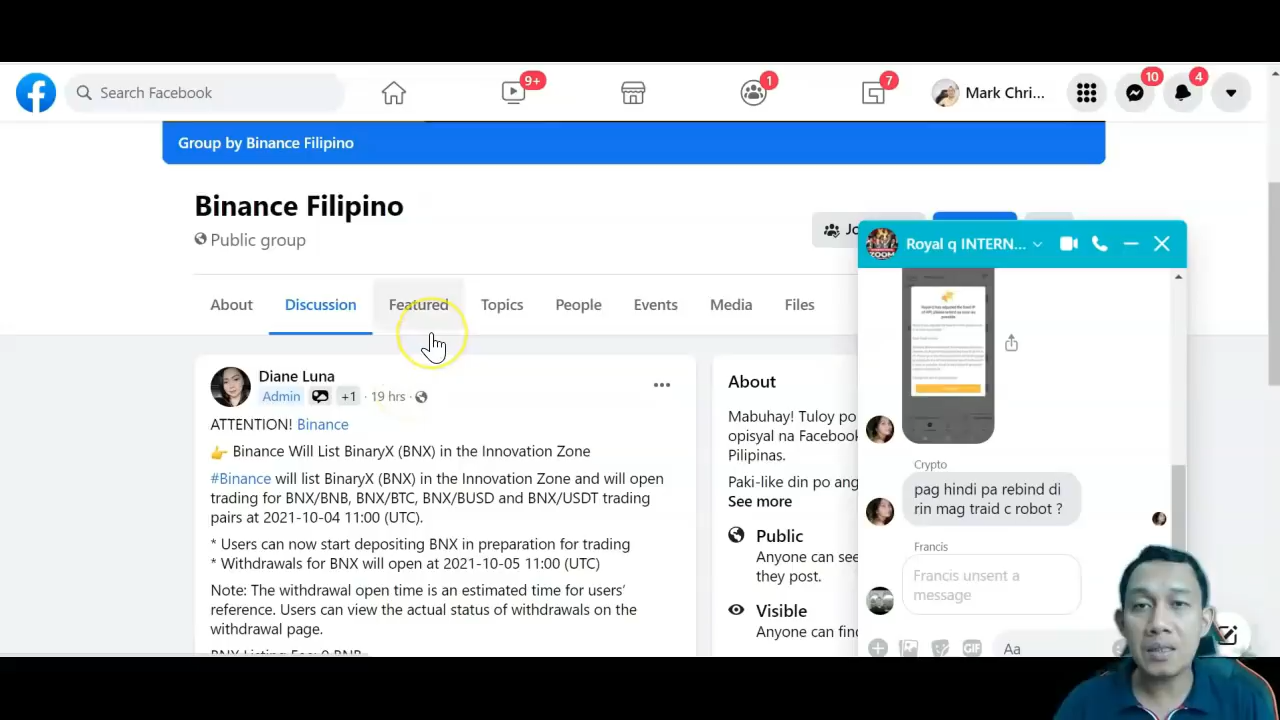 Search Facebook
9+
1
7
Mark Chri...
10
4
Group by Binance Filipino
Binance Filipino
Public group
Jo
About
Discussion
Featured
Topics
People
Events
Media
Files
Diane Luna
Admin
+1
19 hrs ·
ATTENTION! Binance
👉 Binance Will List BinaryX (BNX) in the Innovation Zone
#Binance will list BinaryX (BNX) in the Innovation Zone and will open
trading for BNX/BNB, BNX/BTC, BNX/BUSD and BNX/USDT trading
pairs at 2021-10-04 11:00 (UTC).
* Users can now start depositing BNX in preparation for trading
* Withdrawals for BNX will open at 2021-10-05 11:00 (UTC)
Note: The withdrawal open time is an estimated time for users'
reference. Users can view the actual status of withdrawals on the
withdrawal page.
BNX Listing Fee: 0 BNB
About
Mabuhay! Tuloy po
opisyal na Facebook
Pilipinas.
Paki-like din po ang
See more
Public
Anyone can see
they post.
Visible
Anyone can find
Royal q INTERN...
ZOOM
Crypto
pag hindi pa rebind di
rin mag traid c robot ?
Francis
Francis unsent a
message
GIF
Aa